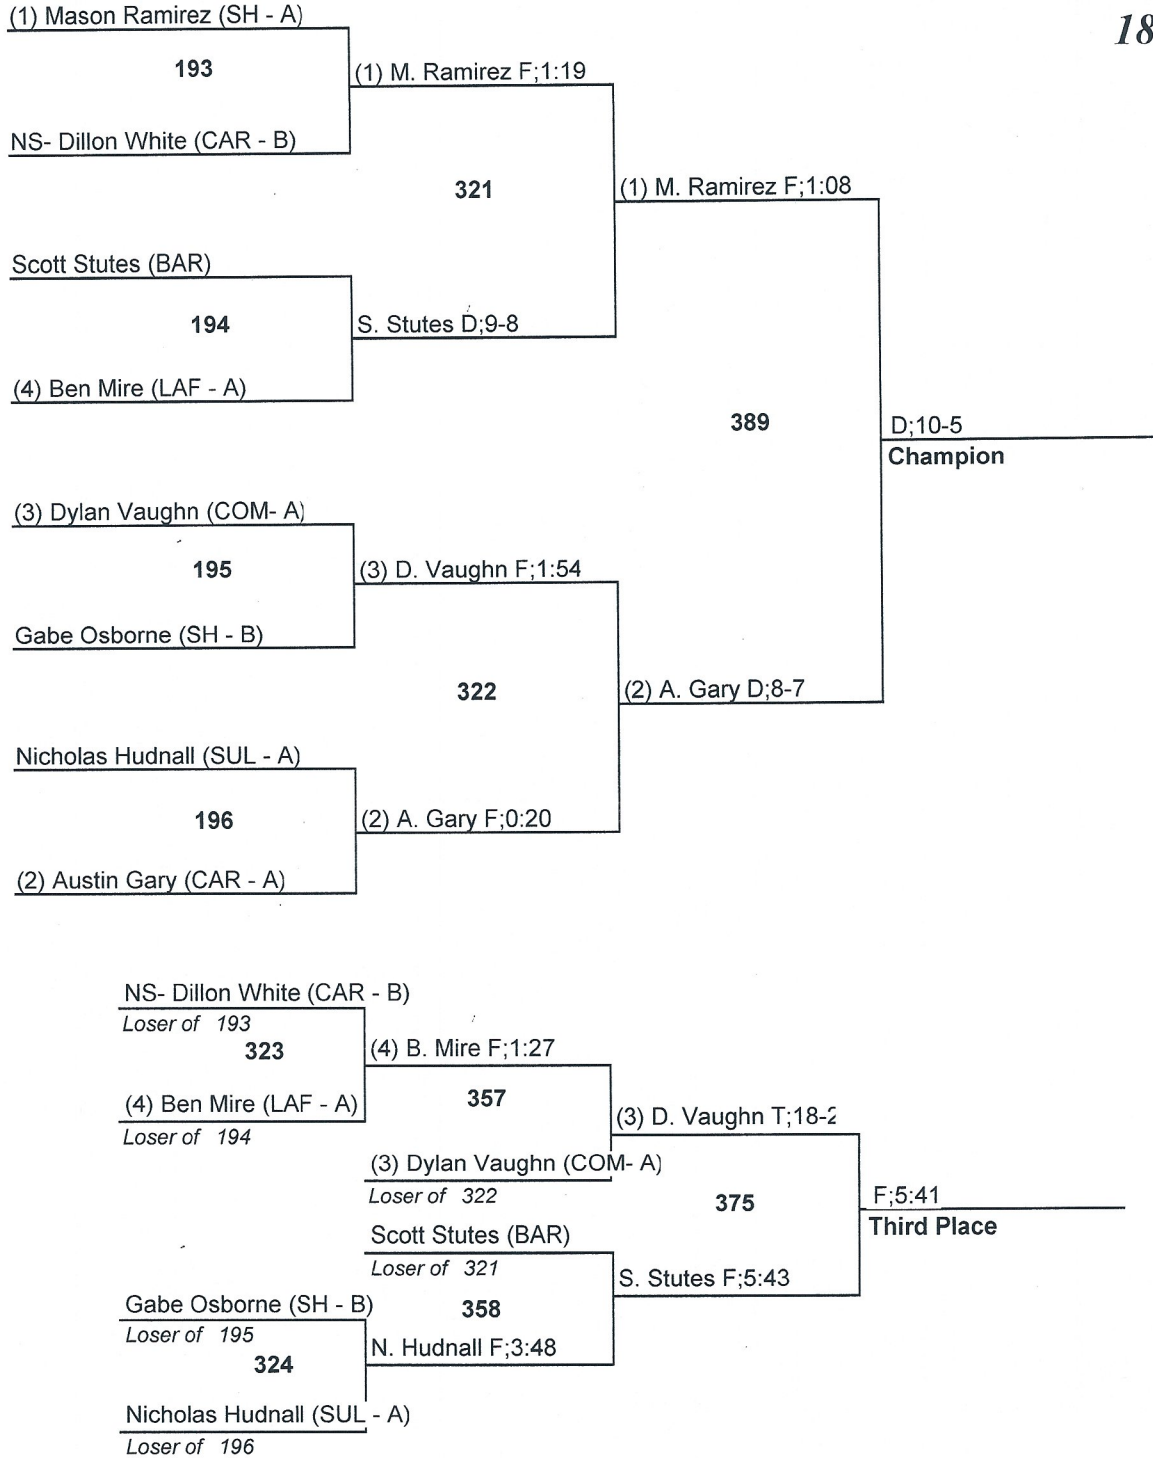 (1) Mason Ramirez (SH - A)
18
193
(1) M. Ramirez F;1:19
NS- Dillon White (CAR - B)
321
(1) M. Ramirez F;1:08
Scott Stutes (BAR)
194
S. Stutes D;9-8
(4) Ben Mire (LAF - A)
389
D;10-5
Champion
(3) Dylan Vaughn (COM- A)
195
(3) D. Vaughn F;1:54
Gabe Osborne (SH - B)
322
(2) A. Gary D;8-7
Nicholas Hudnall (SUL - A)
196
(2) A. Gary F;0:20
(2) Austin Gary (CAR - A)
NS- Dillon White (CAR - B)
Loser of 193
323
(4) B. Mire F;1:27
(4) Ben Mire (LAF - A)
Loser of 194
357
(3) D. Vaughn T;18-2
(3) Dylan Vaughn (COM- A)
Loser of 322
375
F;5:41
Third Place
Scott Stutes (BAR)
Loser of 321
S. Stutes F;5:43
Gabe Osborne (SH - B)
Loser of 195
358
324
N. Hudnall F;3:48
Nicholas Hudnall (SUL - A)
Loser of 196